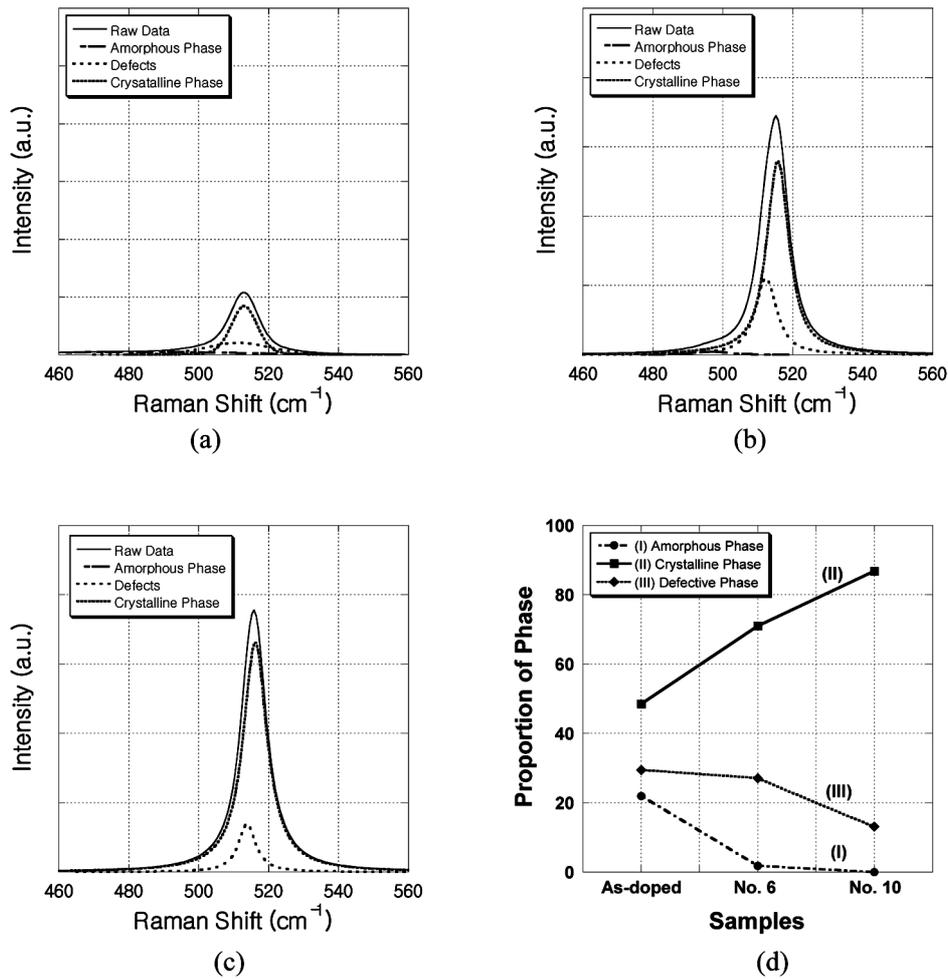 Raw Data
Amorphous Phase
Defects
Crysatalline Phase
Intensity (a.u.)
460 480 500 520 540 560
Raman Shift (cm⁻¹)
(a)
Raw Data
Amorphous Phase
Defects
Crystalline Phase
Intensity (a.u.)
460 480 500 520 540 560
Raman Shift (cm⁻¹)
(b)
Raw Data
Amorphous Phase
Defects
Crystalline Phase
Intensity (a.u.)
460 480 500 520 540 560
Raman Shift (cm⁻¹)
(c)
(I) Amorphous Phase
(II) Crystalline Phase
(III) Defective Phase
Proportion of Phase
100
80
60
40
20
0
(II)
(III)
(I)
As-doped No. 6 No. 10
Samples
(d)